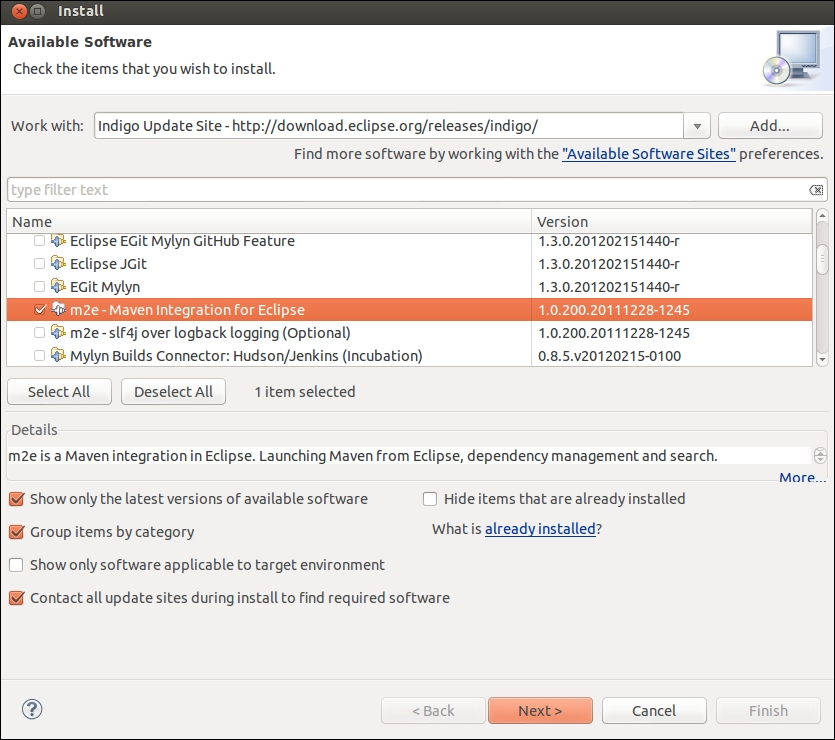 Install
Available Software
Check the items that you wish to install.
Work with: Indigo Update Site - http://download.eclipse.org/releases/indigo/ Add...
Find more software by working with the "Available Software Sites" preferences.
type filter text
Name Version
Eclipse EGit Mylyn GitHub Feature 1.3.0.201202151440-r
Eclipse JGit 1.3.0.201202151440-r
EGit Mylyn 1.3.0.201202151440-r
m2e - Maven Integration for Eclipse 1.0.200.20111228-1245
m2e - slf4j over logback logging (Optional) 1.0.200.20111228-1245
Mylyn Builds Connector: Hudson/Jenkins (Incubation) 0.8.5.v20120215-0100
Select All Deselect All 1 item selected
Details
m2e is a Maven integration in Eclipse. Launching Maven from Eclipse, dependency management and search.
More...
Show only the latest versions of available software Hide items that are already installed
Group items by category What is already installed?
Show only software applicable to target environment
Contact all update sites during install to find required software
? < Back Next > Cancel Finish